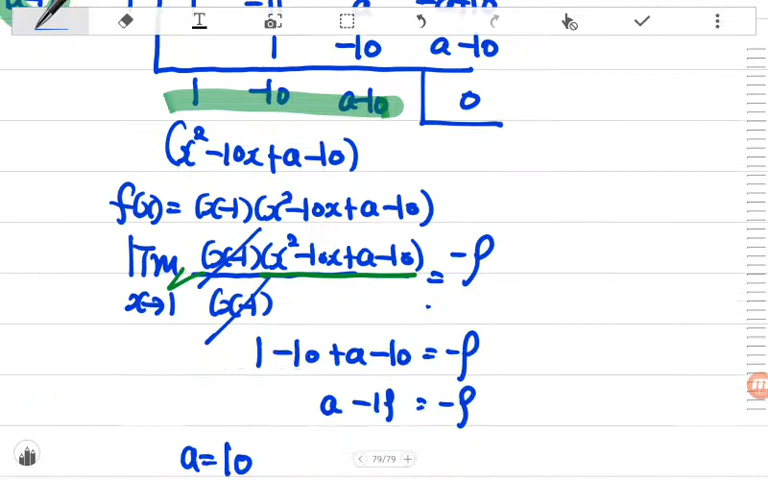 1 -10 a-10
1 -10 a-10 0
(x²-10x+a-10)
f(x) = (x-1)(x²-10x+a-10)
lim x→1 (x-1)(x²-10x+a-10) / (x-1) = -9
1-10+a-10 = -9
a-19 = -9
a=10
79/79